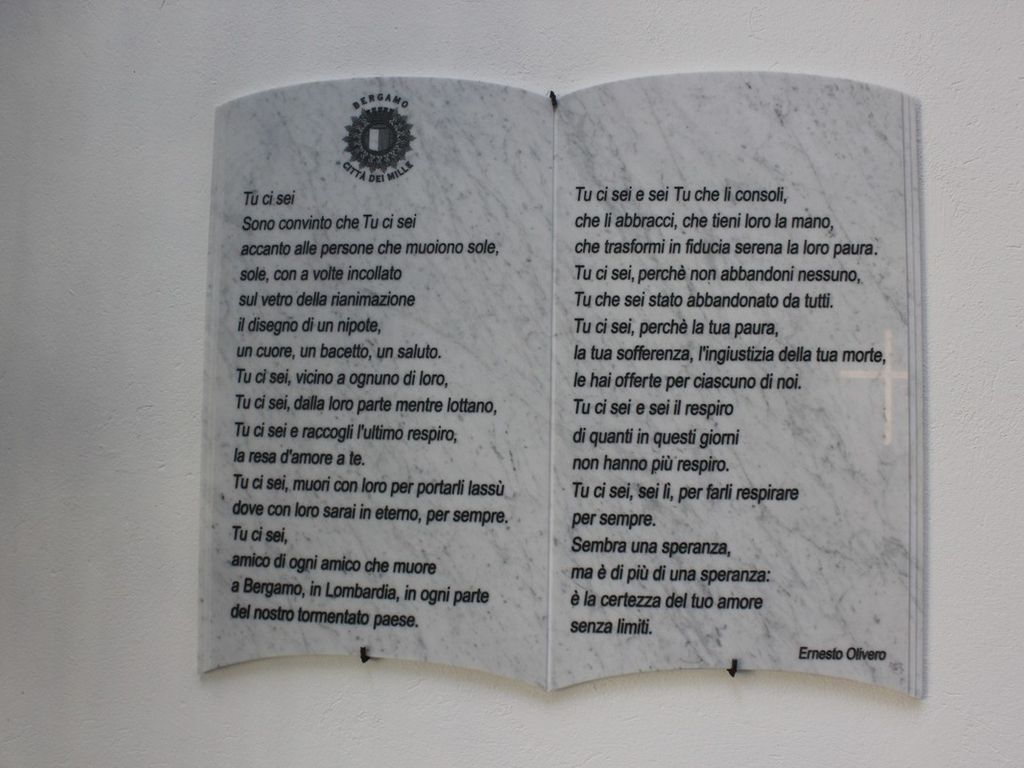 BERGAMO
CITTÀ DEI MILLE
Tu ci sei
Sono convinto che Tu ci sei
accanto alle persone che muoiono sole,
sole, con a volte incollato
sul vetro della rianimazione
il disegno di un nipote,
un cuore, un bacetto, un saluto.
Tu ci sei, vicino a ognuno di loro,
Tu ci sei, dalla loro parte mentre lottano,
Tu ci sei e raccogli l'ultimo respiro,
la resa d'amore a te.
Tu ci sei, muori con loro per portarli lassù
dove con loro sarai in eterno, per sempre.
Tu ci sei,
amico di ogni amico che muore
a Bergamo, in Lombardia, in ogni parte
del nostro tormentato paese.
Tu ci sei e sei Tu che li consoli,
che li abbracci, che tieni loro la mano,
che trasformi in fiducia serena la loro paura.
Tu ci sei, perchè non abbandoni nessuno,
Tu che sei stato abbandonato da tutti.
Tu ci sei, perchè la tua paura,
la tua sofferenza, l'ingiustizia della tua morte,
le hai offerte per ciascuno di noi.
Tu ci sei e sei il respiro
di quanti in questi giorni
non hanno più respiro.
Tu ci sei, sei lì, per farli respirare
per sempre.
Sembra una speranza,
ma è di più di una speranza:
è la certezza del tuo amore
senza limiti.
Ernesto Olivero